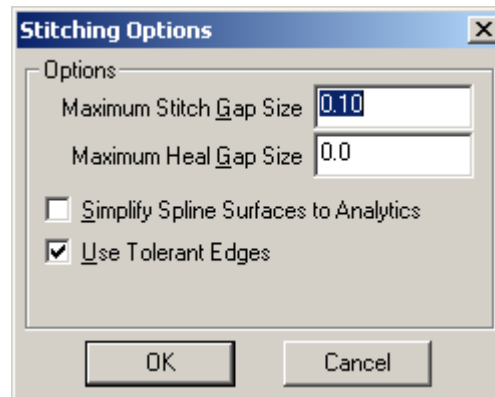 Stitching Options
Options
Maximum Stitch Gap Size 0.10
Maximum Heal Gap Size 0.0
Simplify Spline Surfaces to Analytics
Use Tolerant Edges
OK Cancel